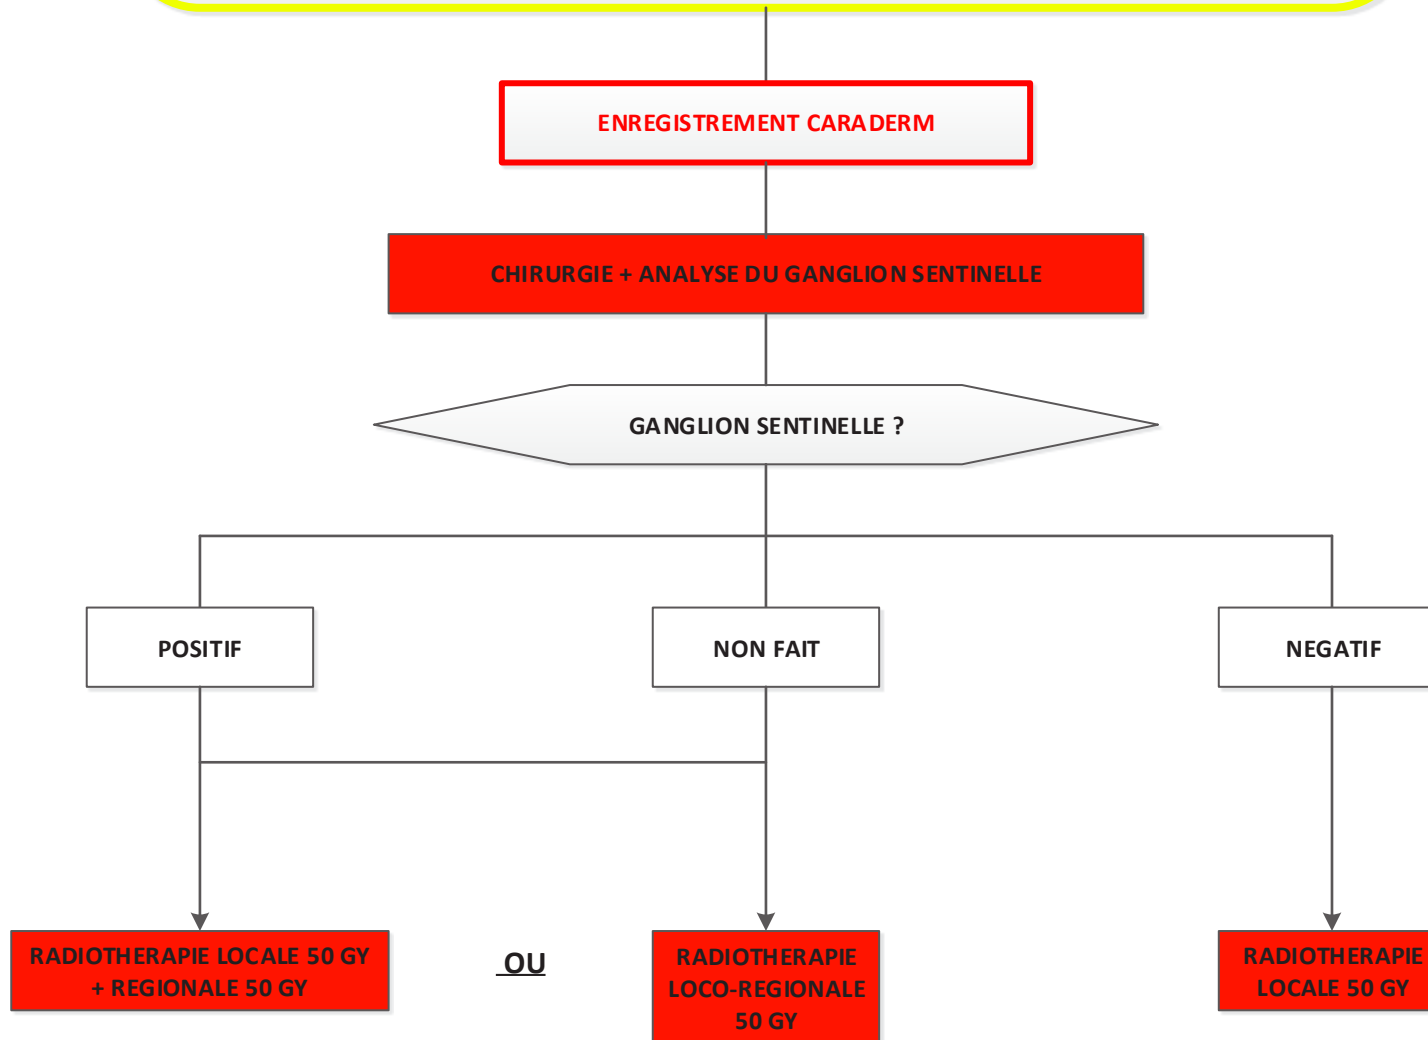 ENREGISTREMENT CARADERM
CHIRURGIE + ANALYSE DU GANGLION SENTINELLE
GANGLION SENTINELLE ?
POSITIF
NON FAIT
NEGATIF
RADIOTHERAPIE LOCALE 50 GY
+ REGIONALE 50 GY
OU
RADIOTHERAPIE
LOCO-REGIONALE
50 GY
RADIOTHERAPIE
LOCALE 50 GY